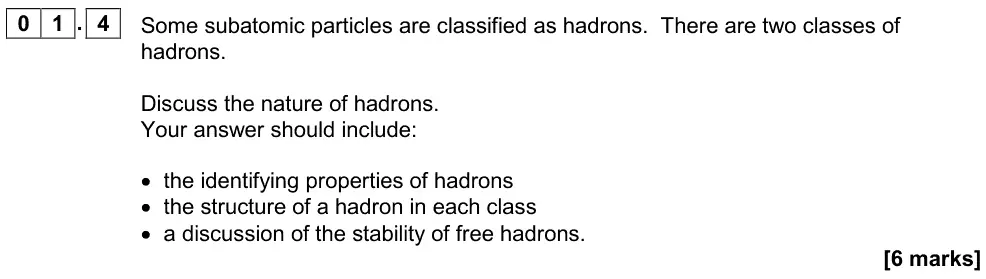 01.4 Some subatomic particles are classified as hadrons. There are two classes of
hadrons.
Discuss the nature of hadrons.
Your answer should include:
• the identifying properties of hadrons
• the structure of a hadron in each class
• a discussion of the stability of free hadrons.
[6 marks]